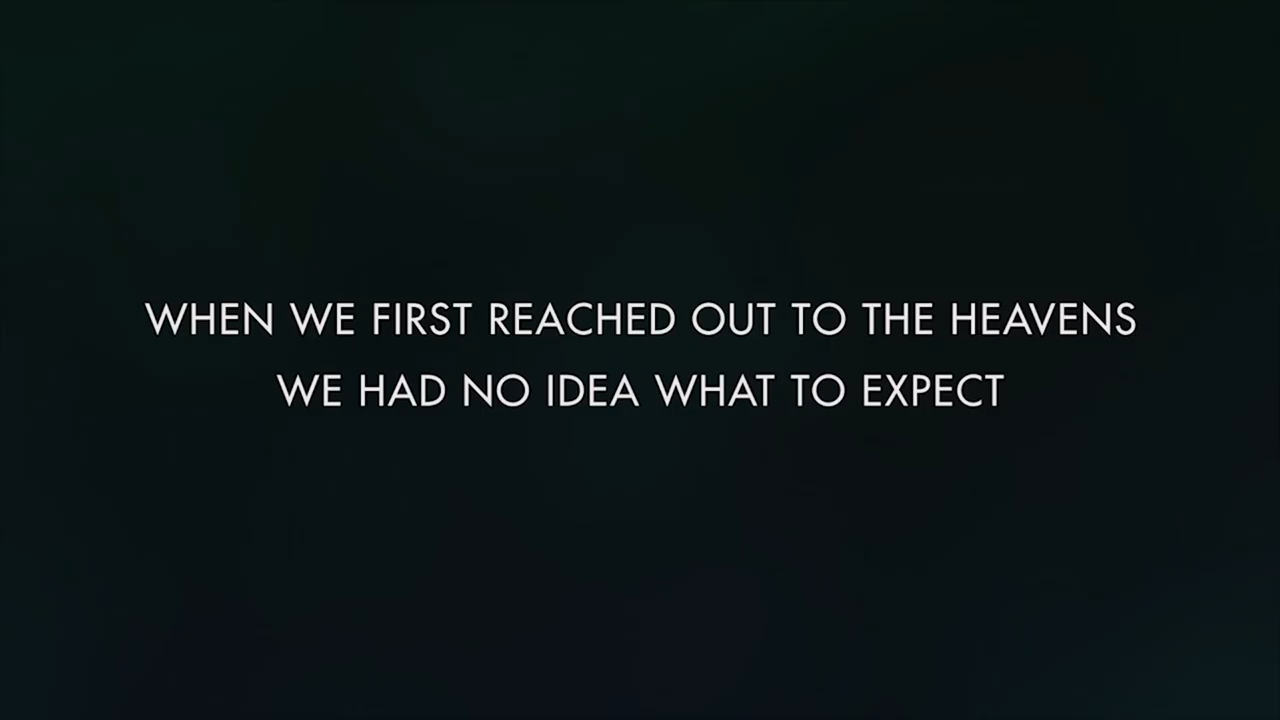 WHEN WE FIRST REACHED OUT TO THE HEAVENS
WE HAD NO IDEA WHAT TO EXPECT